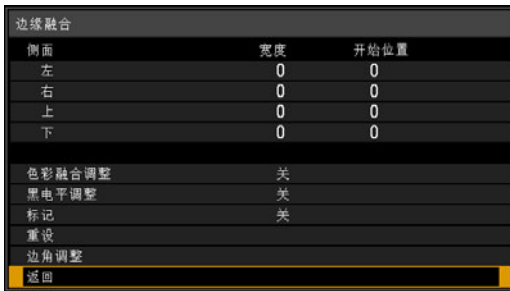 边缘融合
侧面 宽度 开始位置
左 0 0
右 0 0
上 0 0
下 0 0
色彩融合调整 关
黑电平调整 关
标记 关
重设
边角调整
返回